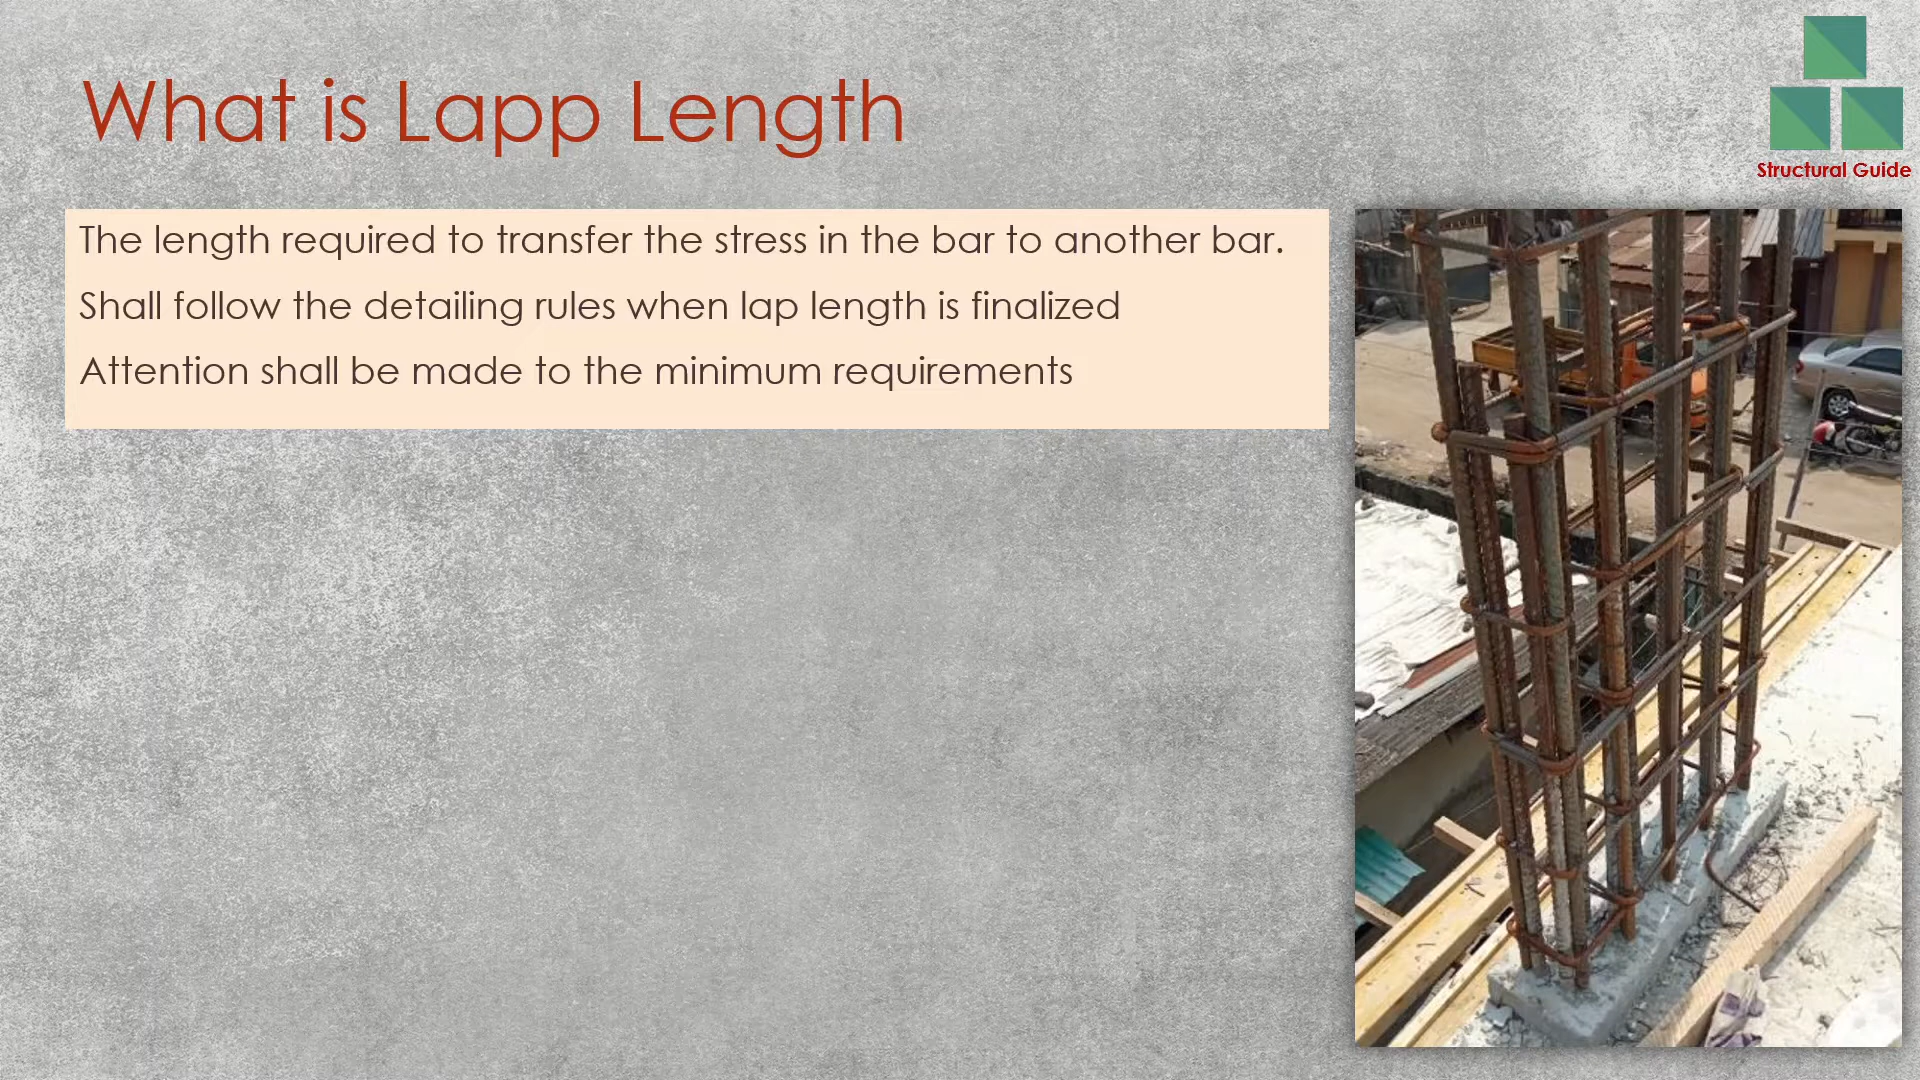 What is Lapp Length
Structural Guide
The length required to transfer the stress in the bar to another bar.
Shall follow the detailing rules when lap length is finalized
Attention shall be made to the minimum requirements